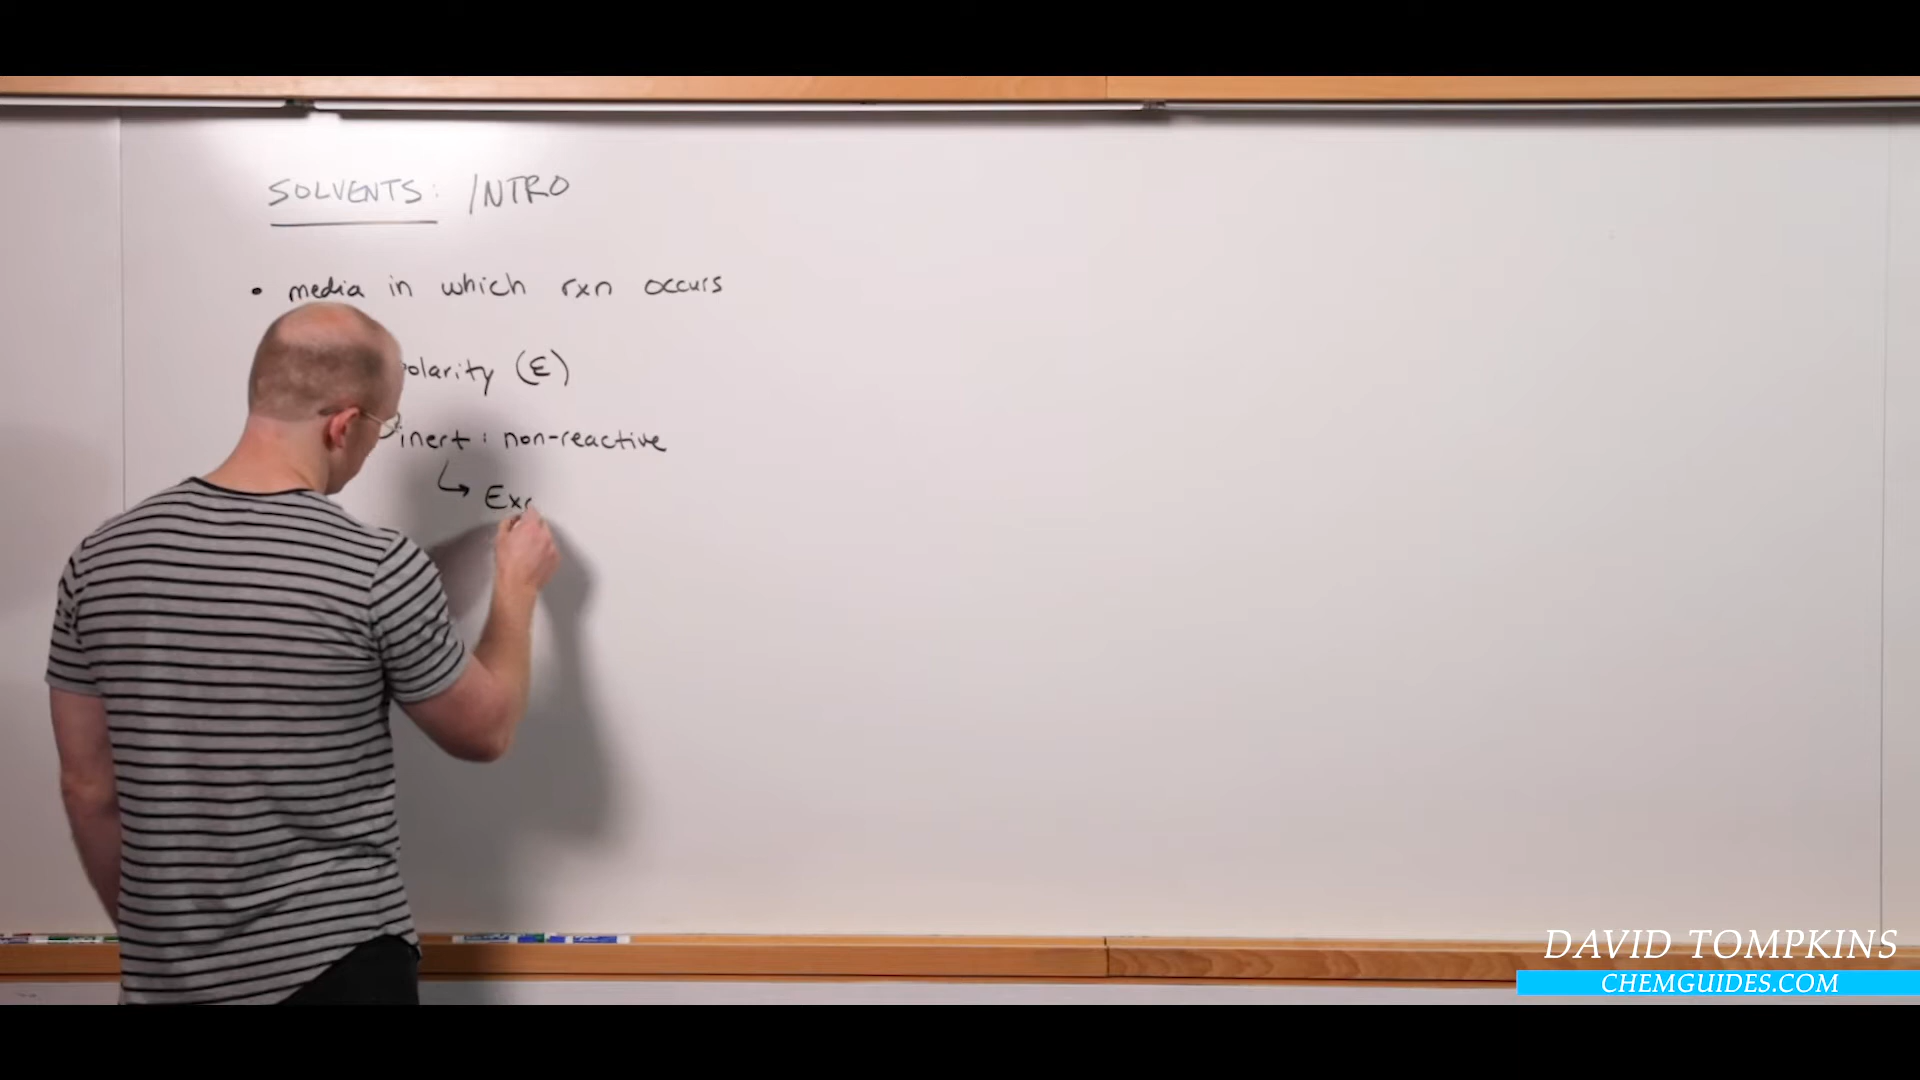 SOLVENTS: INTRO
• media in which rxn occurs
olarity (ε)
inert: non-reactive
↳ Ex
DAVID TOMPKINS
CHEMGUIDES.COM